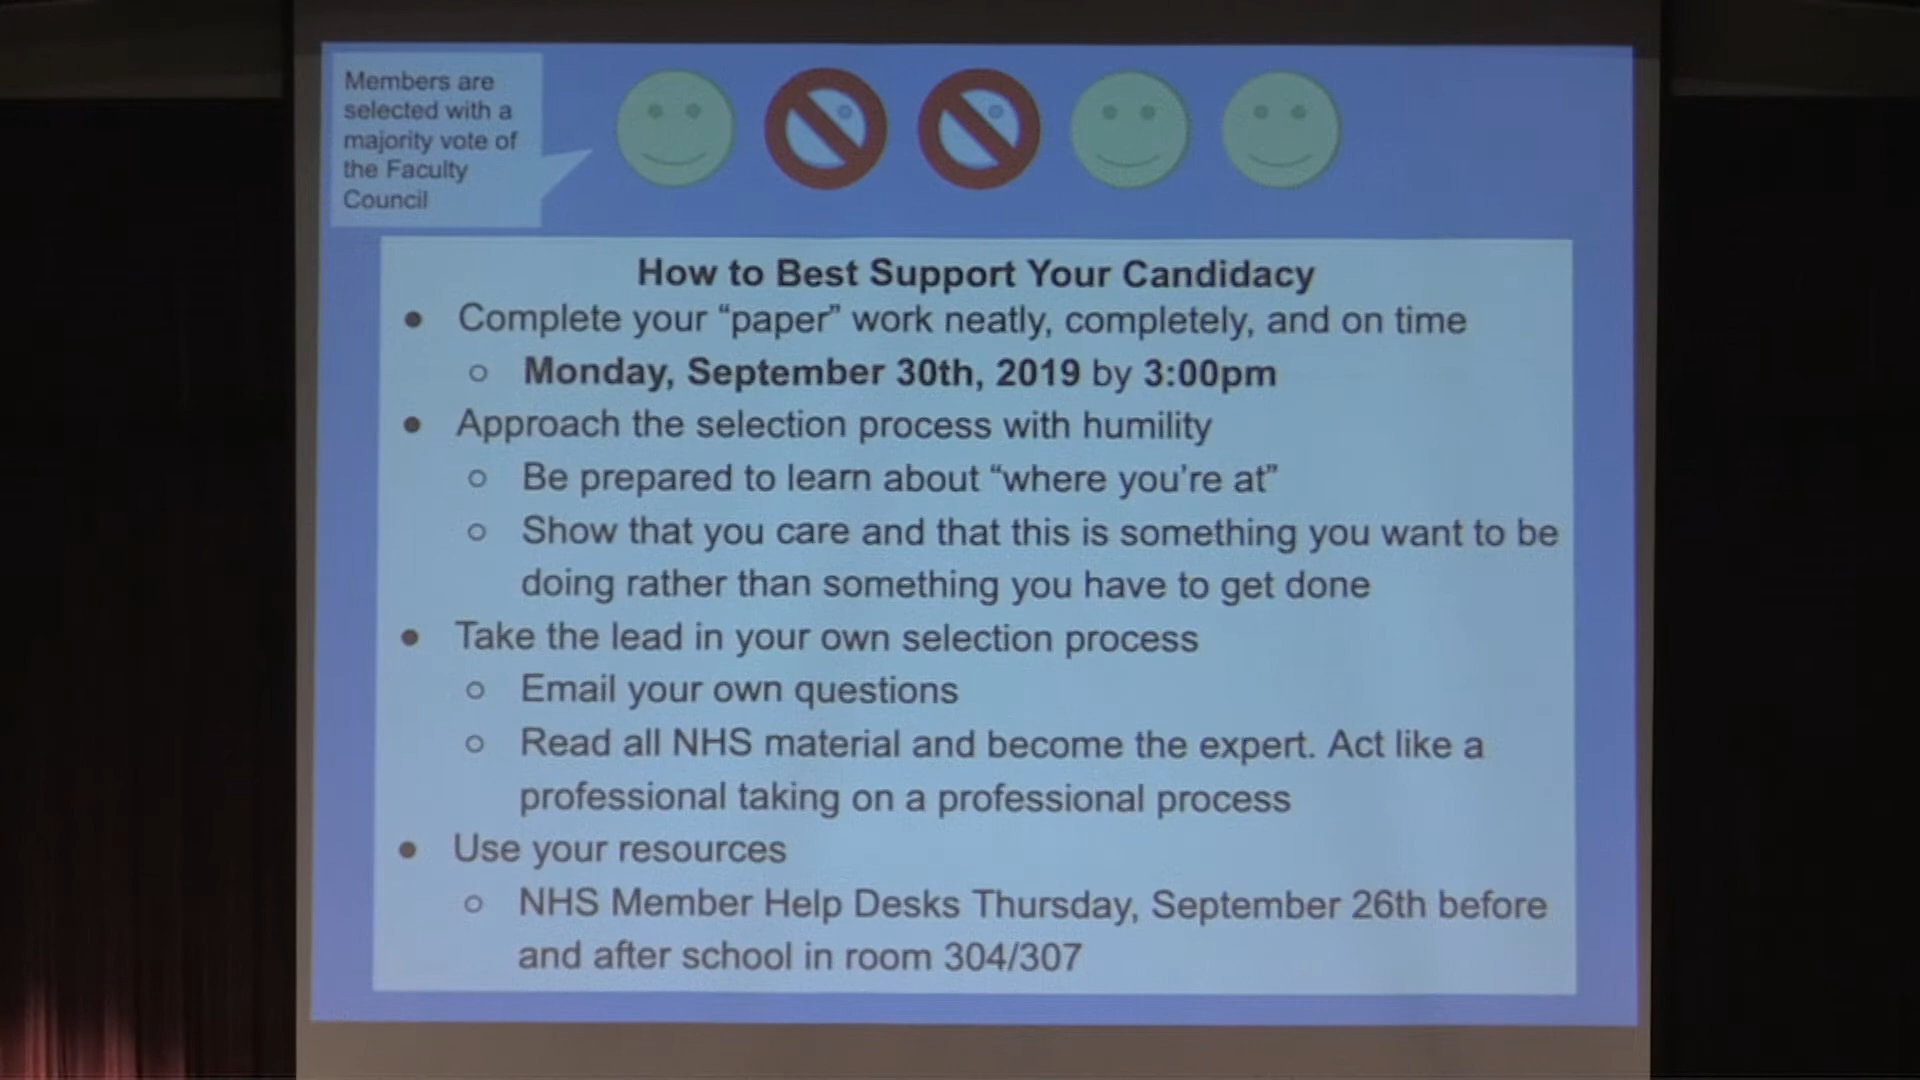 Members are
selected with a
majority vote of
the Faculty
Council
How to Best Support Your Candidacy
● Complete your “paper” work neatly, completely, and on time
○ Monday, September 30th, 2019 by 3:00pm
● Approach the selection process with humility
○ Be prepared to learn about “where you're at”
○ Show that you care and that this is something you want to be
doing rather than something you have to get done
● Take the lead in your own selection process
○ Email your own questions
○ Read all NHS material and become the expert. Act like a
professional taking on a professional process
● Use your resources
○ NHS Member Help Desks Thursday, September 26th before
and after school in room 304/307